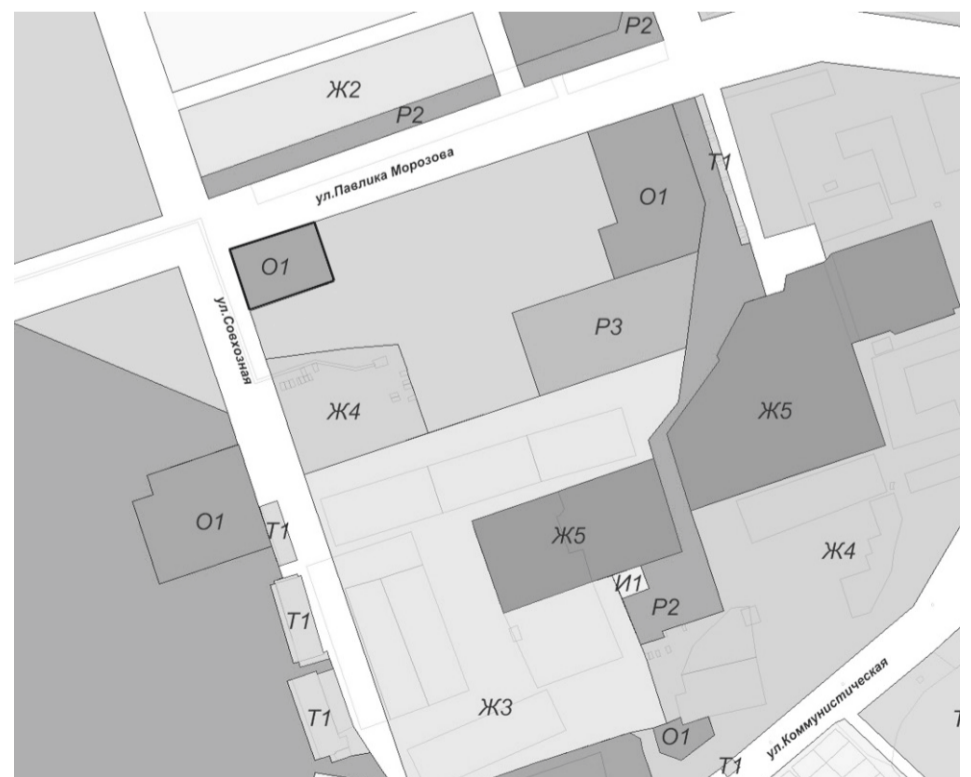 Р2
Ж2
Р2
ул.Павлика Морозова
Т1
О1
О1
ул.Совхозная
Р3
Ж4
Ж5
О1
Т1
Ж5
Ж4
И1
Р2
Т1
Ж3
Т1
О1
ул.Коммунистическая
Т1